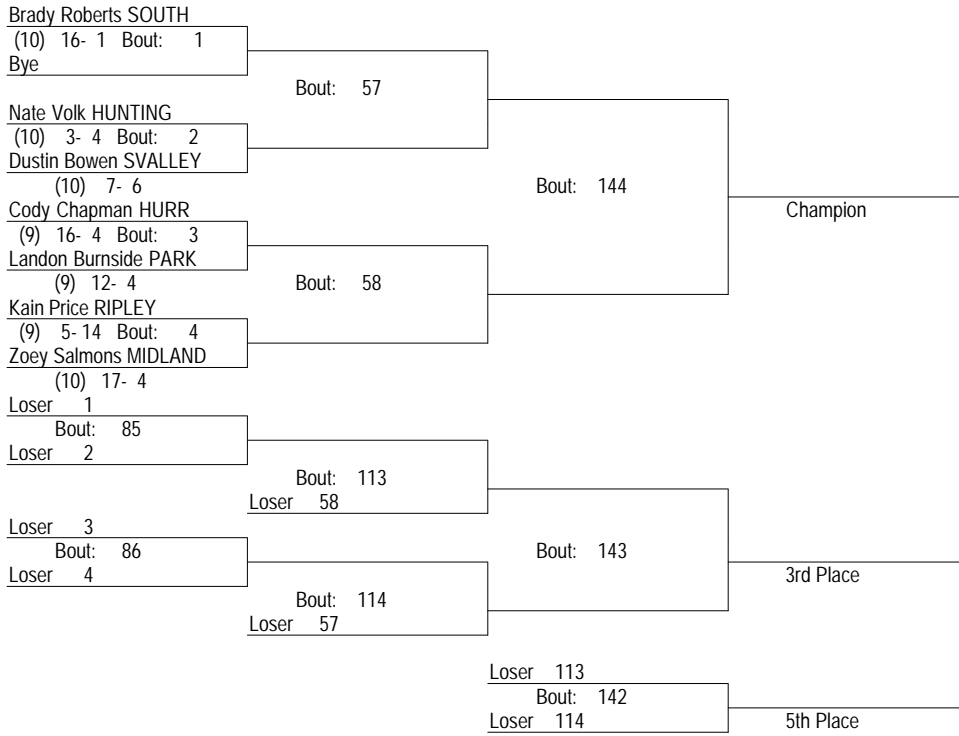 Brady Roberts SOUTH
(10) 16- 1 Bout: 1
Bye
Bout: 57
Nate Volk HUNTING
(10) 3- 4 Bout: 2
Dustin Bowen SVALLEY
(10) 7- 6
Bout: 144
Cody Chapman HURR
Champion
(9) 16- 4 Bout: 3
Landon Burnside PARK
(9) 12- 4
Bout: 58
Kain Price RIPLEY
(9) 5- 14 Bout: 4
Zoey Salmons MIDLAND
(10) 17- 4
Loser 1
Bout: 85
Loser 2
Bout: 113
Loser 58
Loser 3
Bout: 86
Bout: 143
Loser 4
3rd Place
Bout: 114
Loser 57
Loser 113
Bout: 142
Loser 114
5th Place